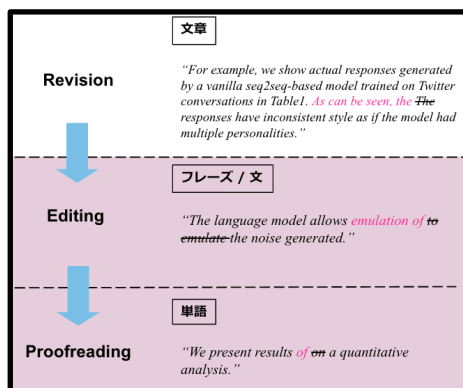 文章
Revision
“For example, we show actual responses generated
by a vanilla seq2seq-based model trained on Twitter
conversations in Table1. As can be seen, the The
responses have inconsistent style as if the model had
multiple personalities.”
フレーズ / 文
Editing
“The language model allows emulation of to
emulate the noise generated.”
単語
Proofreading
“We present results of on a quantitative
analysis.”